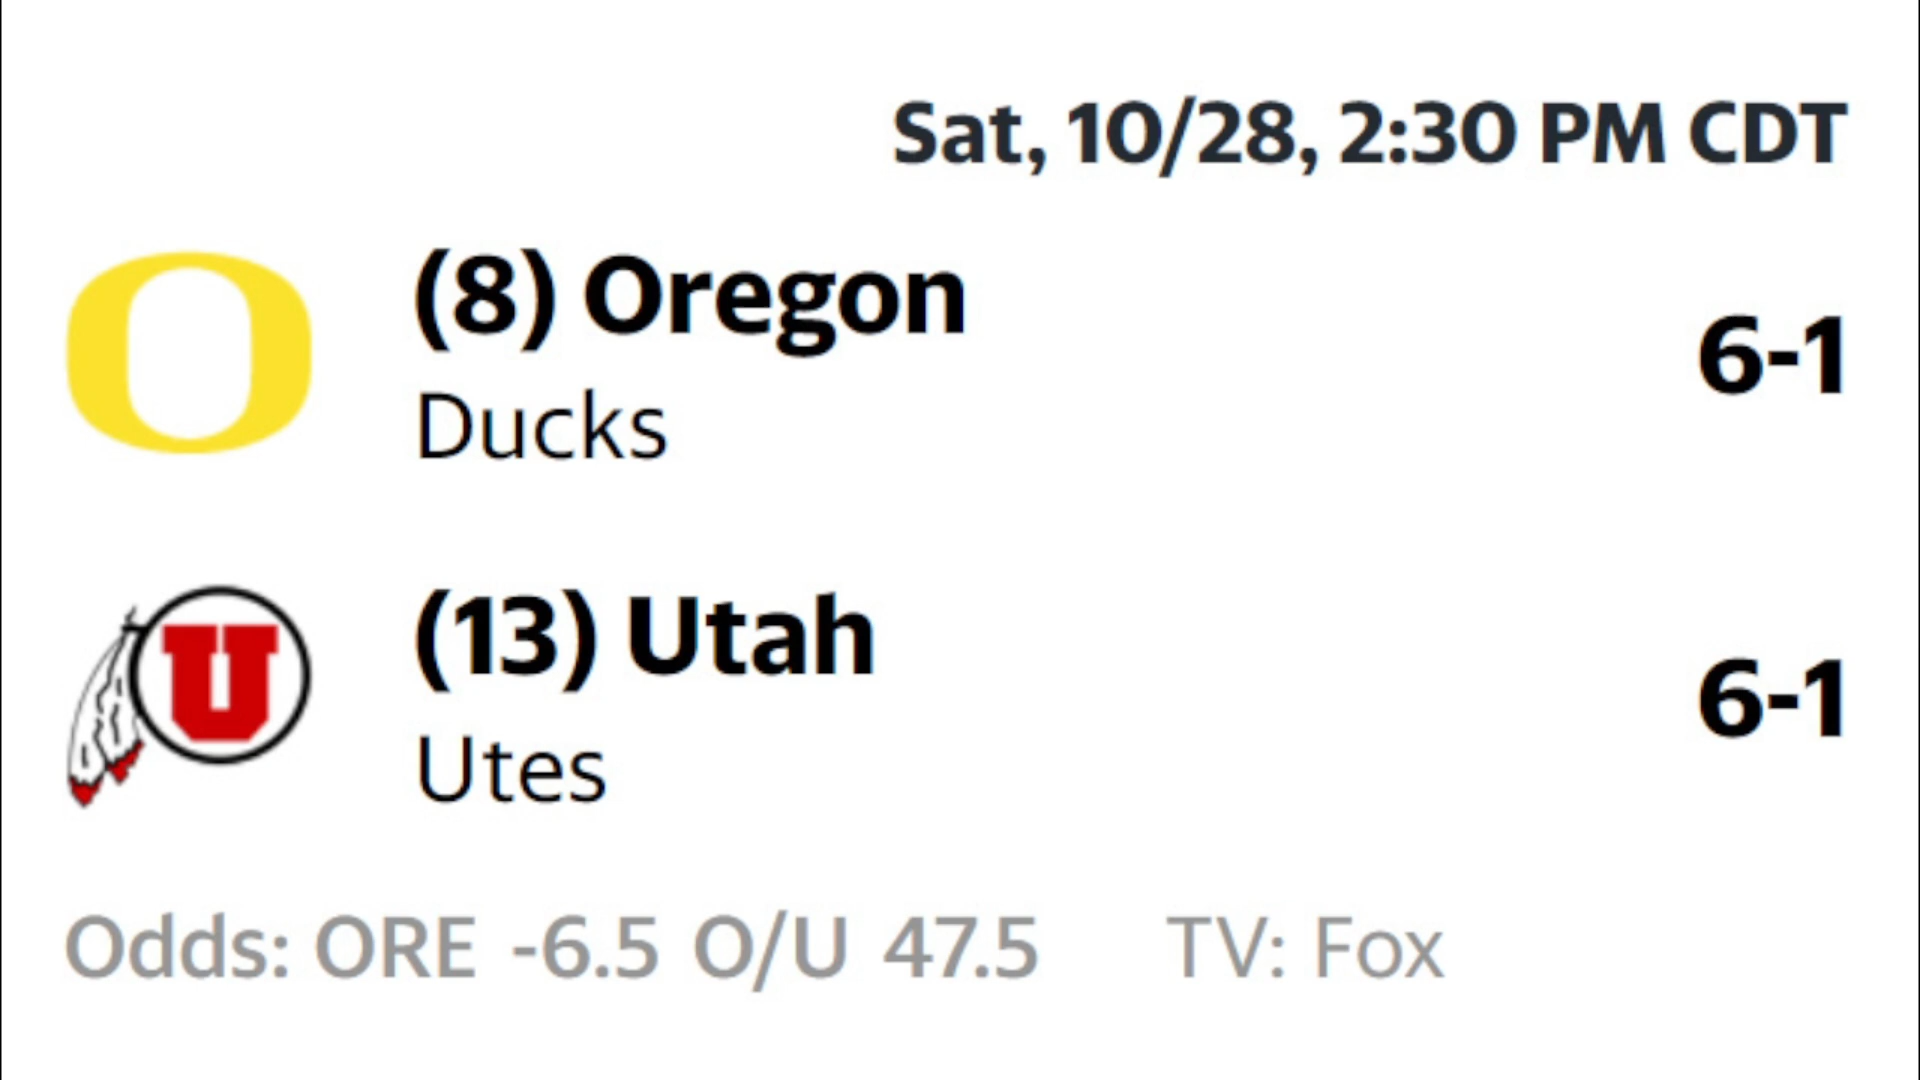 Sat, 10/28, 2:30 PM CDT
O
(8) Oregon
6-1
Ducks
U
(13) Utah
6-1
Utes
Odds: ORE -6.5 O/U 47.5 TV: Fox